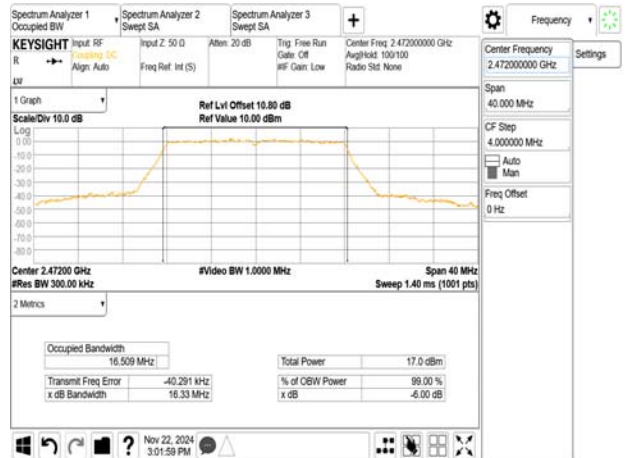 Spectrum Analyzer 1
Occupied BW
Spectrum Analyzer 2
Swept SA
Spectrum Analyzer 3
Swept SA
+
Frequency
KEYSIGHT
R
LXI
Input: RF
Coupling: DC
Align: Auto
Input Z: 50 Ω
Freq Ref: Int (S)
Atten: 20 dB
Trig: Free Run
Gate: Off
#IF Gain: Low
Center Freq: 2.472000000 GHz
Avg|Hold: 100/100
Radio Std: None
Center Frequency
2.472000000 GHz
Settings
Span
40.000 MHz
CF Step
4.000000 MHz
Auto
Man
Freq Offset
0 Hz
1 Graph
Scale/Div 10.0 dB
Ref Lvl Offset 10.80 dB
Ref Value 10.00 dBm
Log
0.00
-10.0
-20.0
-30.0
-40.0
-50.0
-60.0
-70.0
-80.0
Center 2.47200 GHz
#Video BW 1.0000 MHz
Span 40 MHz
#Res BW 300.00 kHz
Sweep 1.40 ms (1001 pts)
2 Metrics
Occupied Bandwidth
16.509 MHz
Total Power 17.0 dBm
Transmit Freq Error -40.291 kHz
% of OBW Power 99.00 %
x dB Bandwidth 16.33 MHz
x dB -6.00 dB
?
Nov 22, 2024
3:01:59 PM